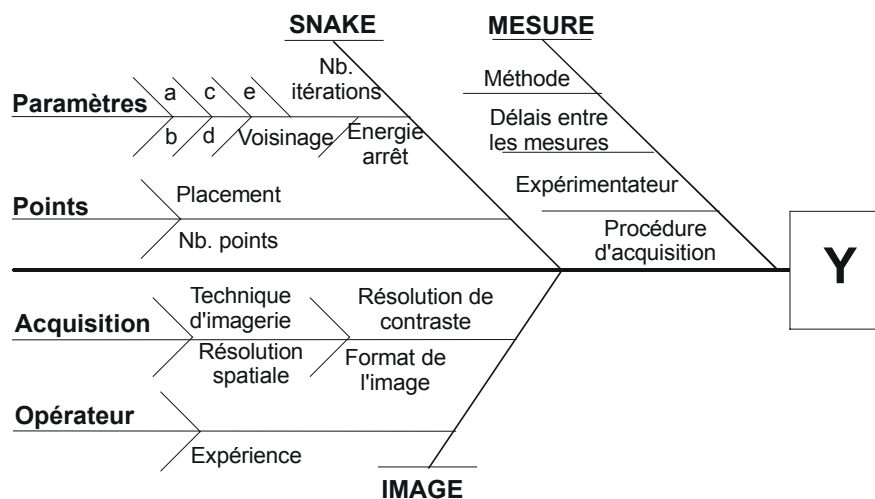 SNAKE
MESURE
Nb.
itérations
Méthode
Paramètres
a
c
e
b
d
Voisinage
Energie
arrêt
Délais entre
les mesures
Expérimentateur
Points
Placement
Nb. points
Procédure
d'acquisition
Y
Acquisition
Technique
d'imagerie
Résolution de
contraste
Résolution
spatiale
Format de
l'image
Opérateur
Expérience
IMAGE